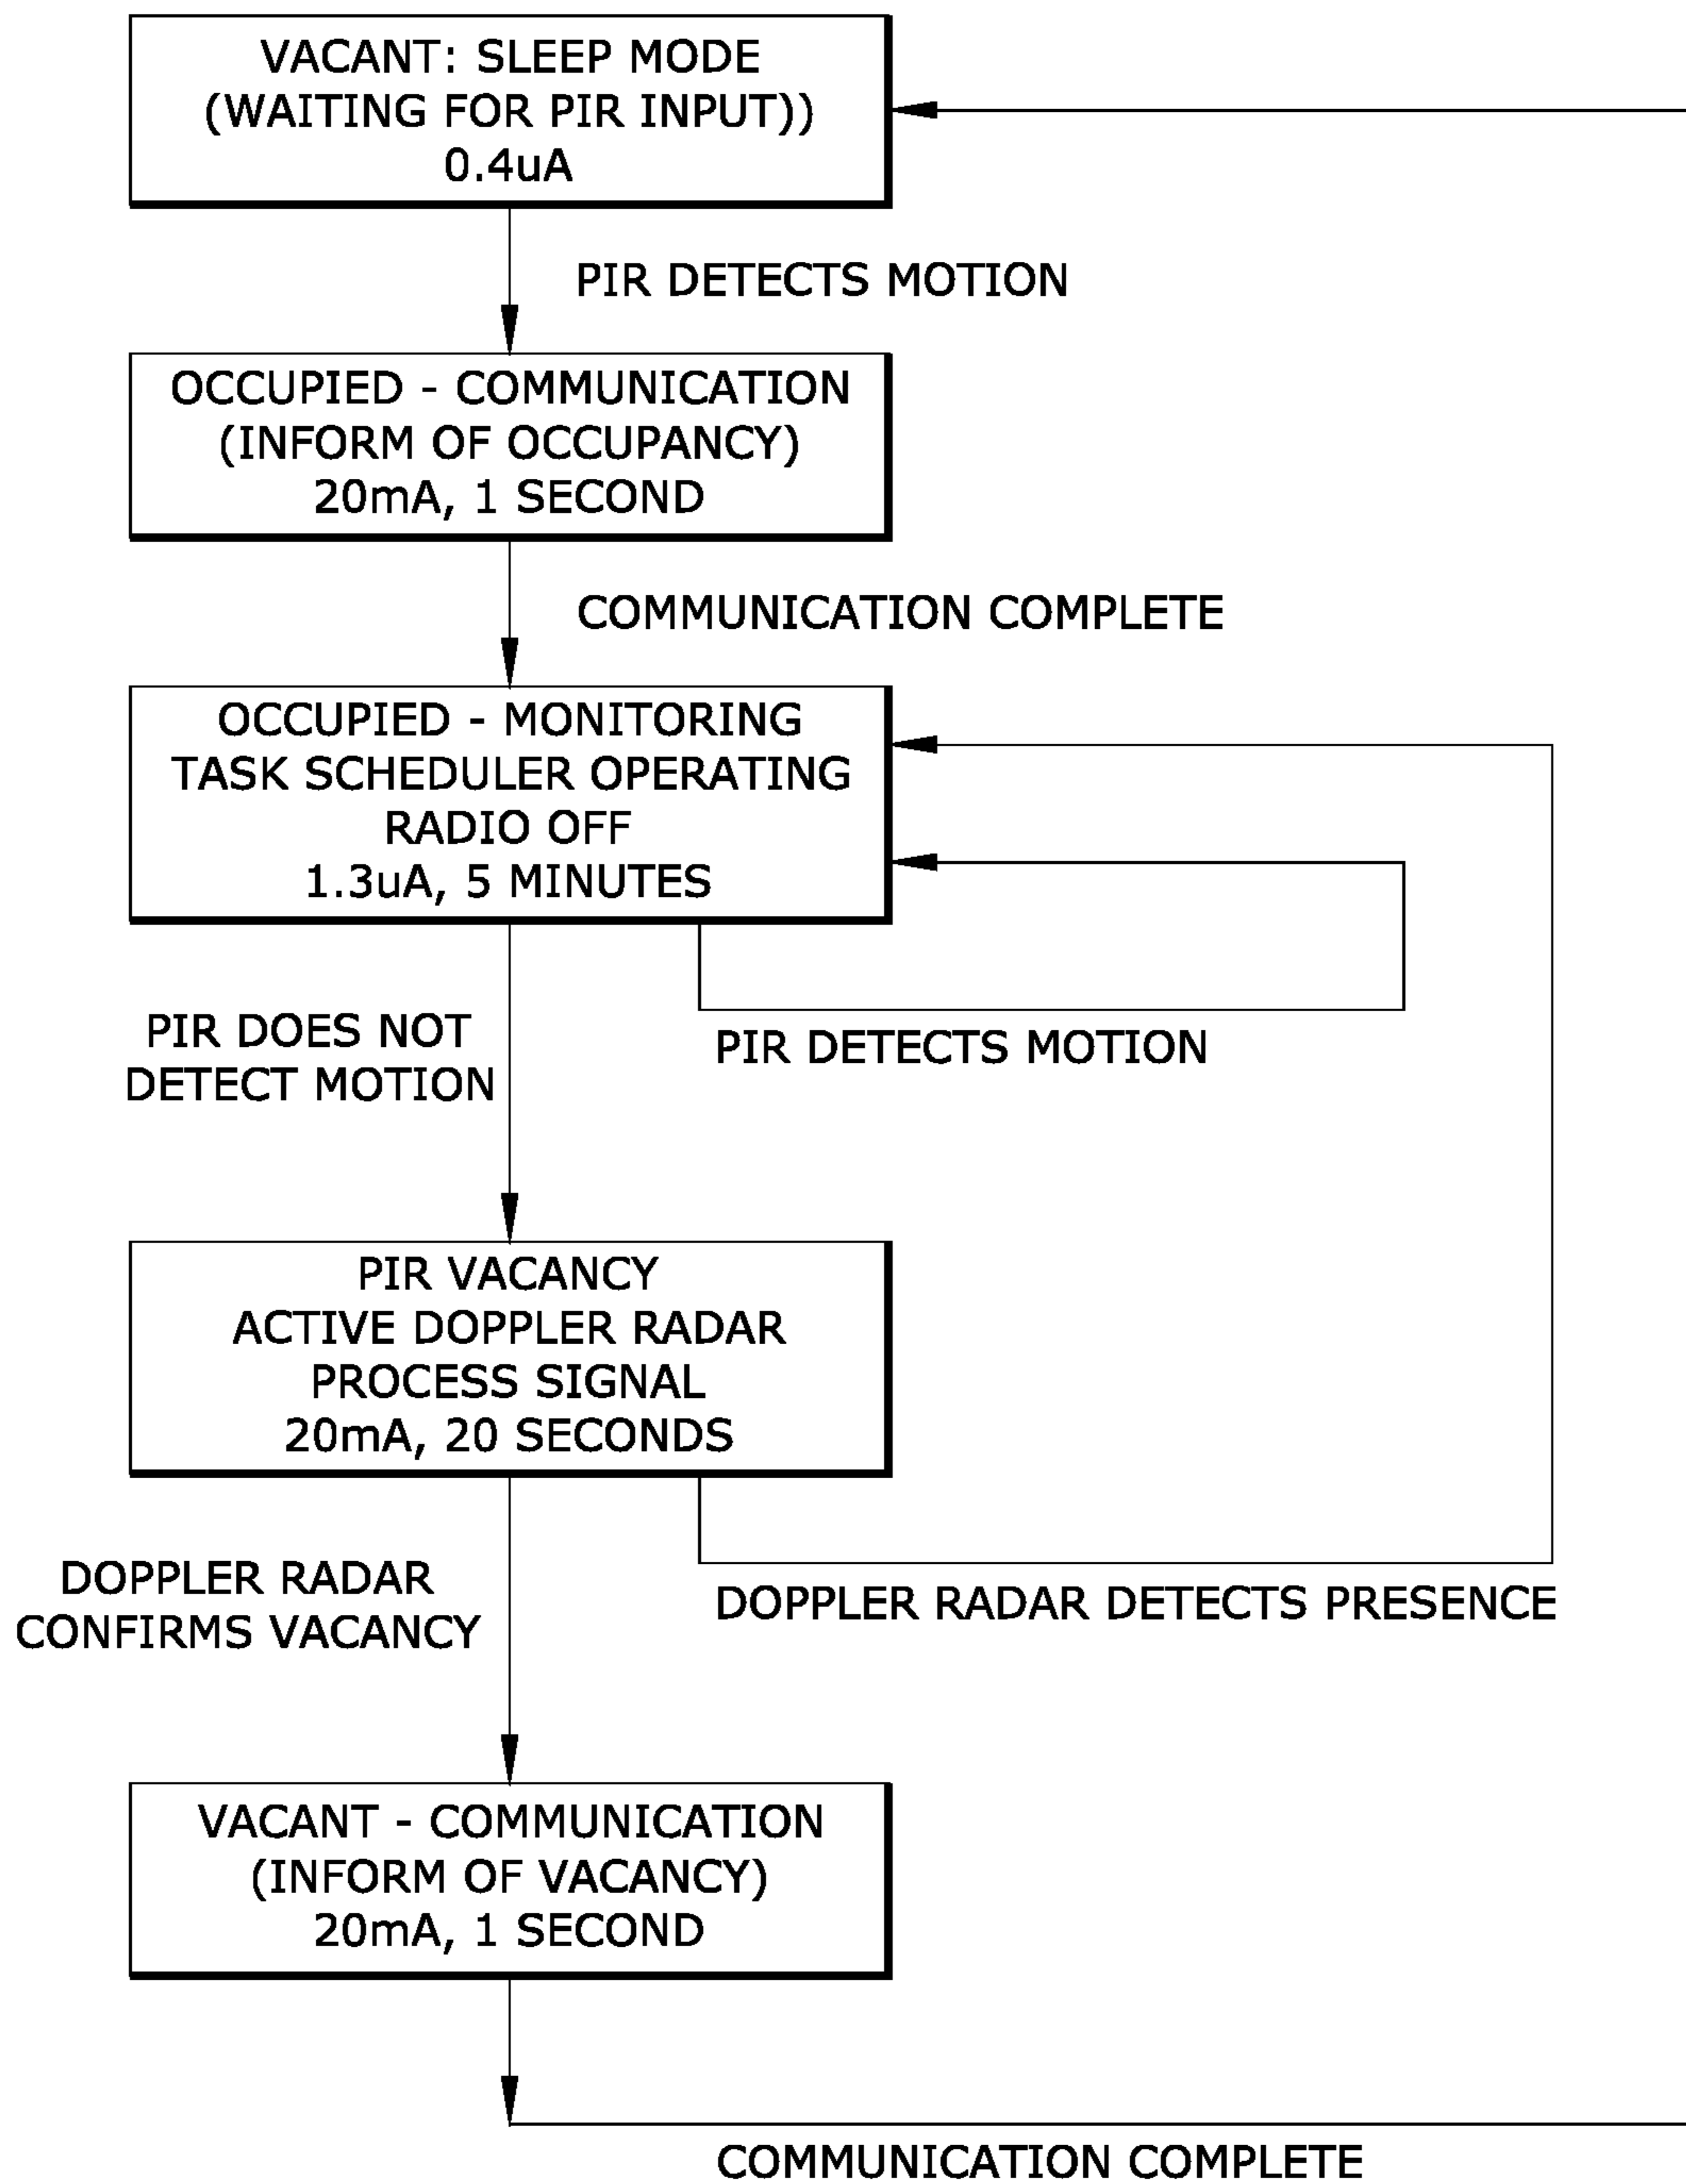 VACANT: SLEEP MODE
(WAITING FOR PIR INPUT))
0.4uA
PIR DETECTS MOTION
OCCUPIED - COMMUNICATION
(INFORM OF OCCUPANCY)
20mA, 1 SECOND
COMMUNICATION COMPLETE
OCCUPIED - MONITORING
TASK SCHEDULER OPERATING
RADIO OFF
1.3uA, 5 MINUTES
PIR DOES NOT
DETECT MOTION
PIR DETECTS MOTION
PIR VACANCY
ACTIVE DOPPLER RADAR
PROCESS SIGNAL
20mA, 20 SECONDS
DOPPLER RADAR
CONFIRMS VACANCY
DOPPLER RADAR DETECTS PRESENCE
VACANT - COMMUNICATION
(INFORM OF VACANCY)
20mA, 1 SECOND
COMMUNICATION COMPLETE